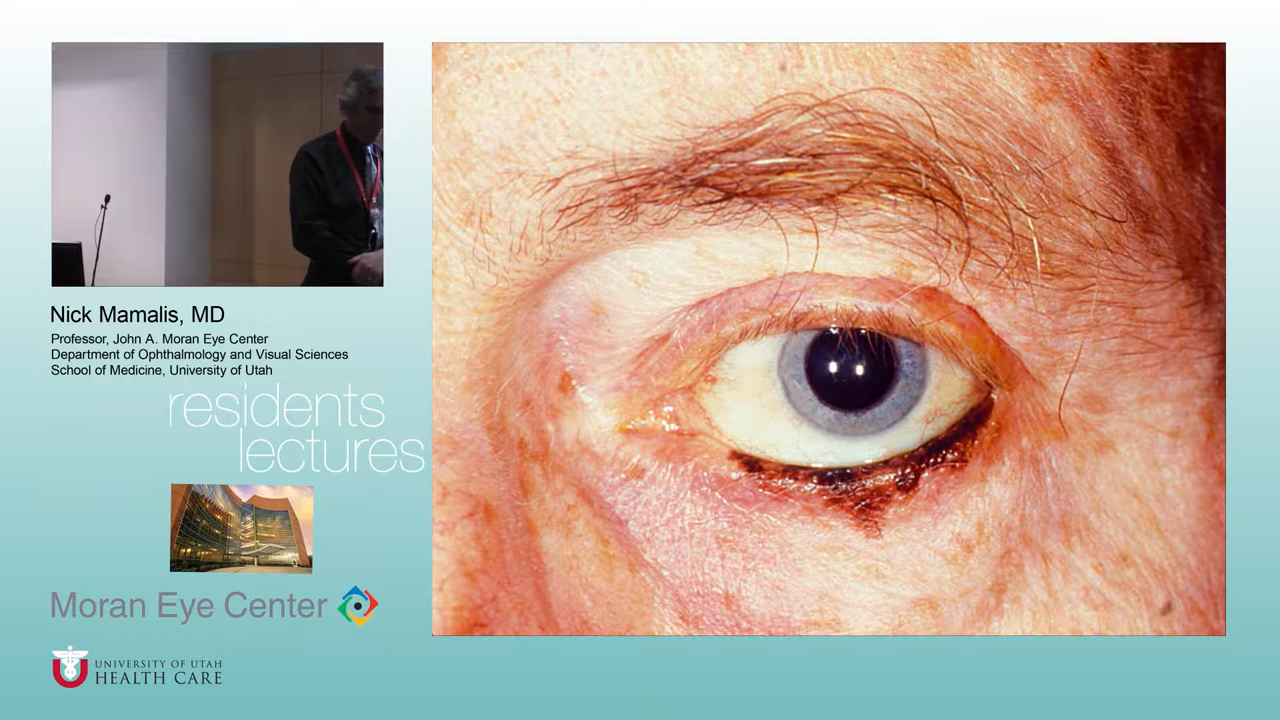 Nick Mamalis, MD
Professor, John A. Moran Eye Center
Department of Ophthalmology and Visual Sciences
School of Medicine, University of Utah
residents
lectures
Moran Eye Center
UNIVERSITY OF UTAH
HEALTH CARE